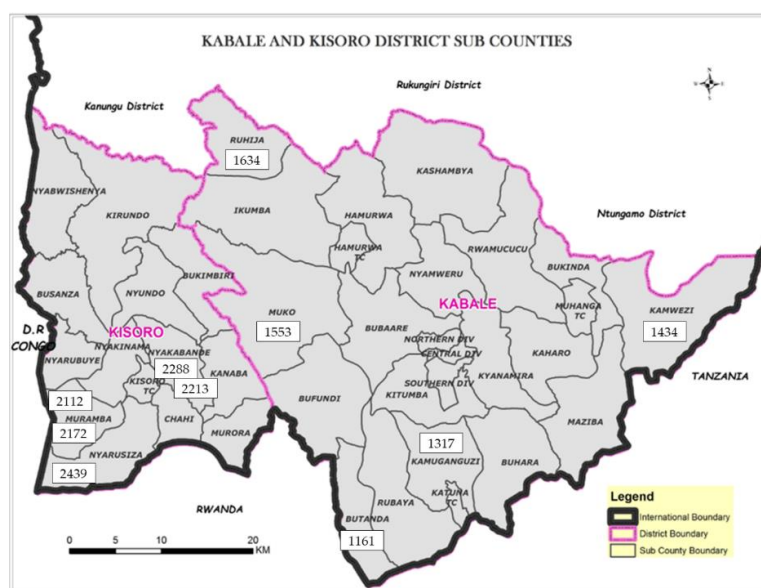 KABALE AND KISORO DISTRICT SUB COUNTIES
N
W
E
S
Rukungiri District
Kanungu District
RUHIJA
1634
KASHAMBYA
NYABWISHENYA
Ntungamo District
KIRUNDO
IKUMBA
HAMURWA
HAMURWA
TC
RWAMUCUCU
BUKIMBIRI
NYAMWERU
BUKINDA
BUSANZA
NYUNDO
MUHANGA
TC
KAMWEZI
1434
MUKO
1553
KABALE
D.R
CONGO
KISORO
BUBAARE
NYARUBUYE
NYAKINAMA
NYAKABANDE
2288
NORTHERN DIV
CENTRAL DIV
KAHARO
TANZANIA
KANABA
KISORO
TC
2213
SOUTHERN DIV
KYANAMIRA
KITUMBA
BUFUNDI
2112
MURAMBA
2172
CHAHI
MURORA
MAZIBA
1317
KAMUGANGUZI
BUHARA
NYARUSIZA
2439
KATUNA
TC
RUBAYA
BUTANDA
1161
RWANDA
0 5 10 20
KM
Legend
International Boundary
District Boundary
Sub County Boundary